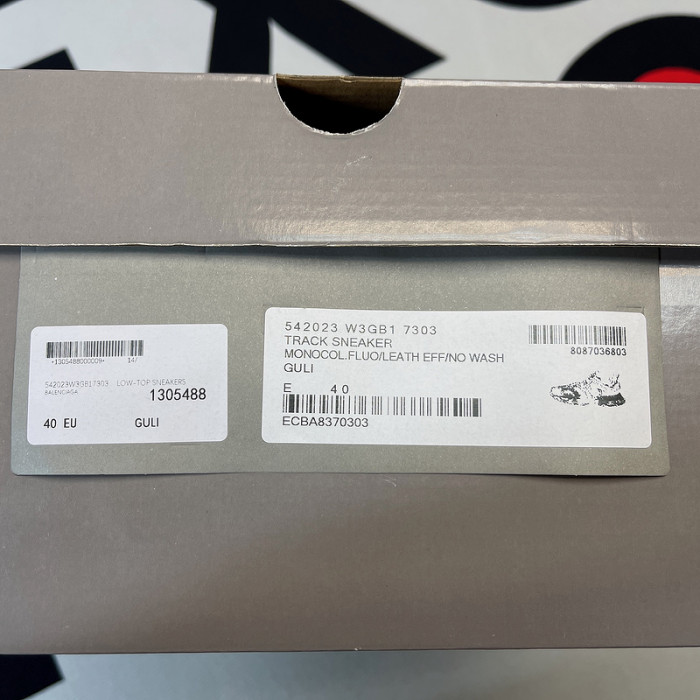 *1305488000009* 14/
542023W3GB17303 LOW-TOP SNEAKERS
BALENCIAGA
1305488
40 EU GULI
542023 W3GB1 7303
TRACK SNEAKER
MONOCOL.FLUO/LEATH EFF/NO WASH
GULI
E 40
ECBA8370303
8087036803